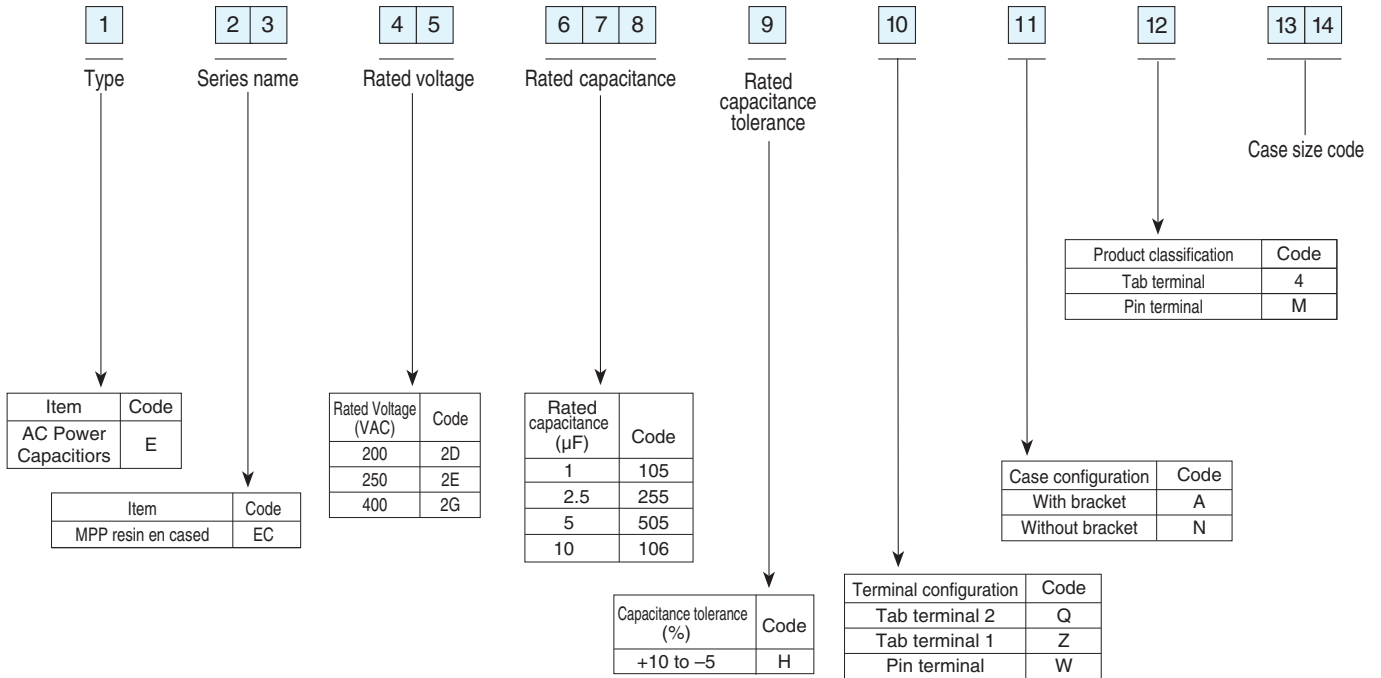 1 2 3 4 5 6 7 8 9 10 11 12 13 14
Type Series name Rated voltage Rated capacitance Rated
capacitance
tolerance
Case size code
Product classification Code
Tab terminal 4
Pin terminal M
Item Code
AC Power
Capacitiors E
Rated Voltage
(VAC) Code
200 2D
250 2E
400 2G
Rated
capacitance
(µF) Code
1 105
2.5 255
5 505
10 106
Case configuration Code
With bracket A
Without bracket N
Item Code
MPP resin en cased EC
Terminal configuration Code
Tab terminal 2 Q
Tab terminal 1 Z
Pin terminal W
Capacitance tolerance
(%) Code
+10 to –5 H